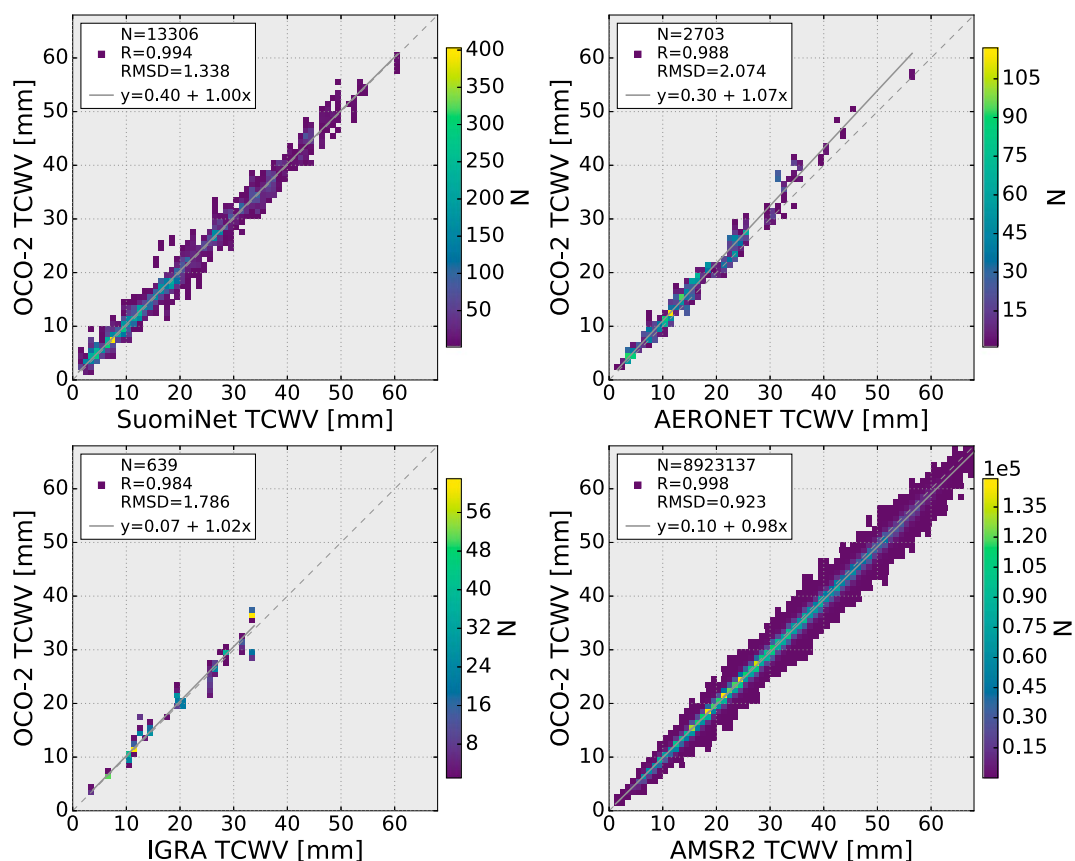 N=13306
R=0.994
RMSD=1.338
y=0.40 + 1.00x
OCO-2 TCWV [mm]
60
50
40
30
20
10
0
0 10 20 30 40 50 60
SuomiNet TCWV [mm]
400
350
300
250
200
150
100
50
N
N=2703
R=0.988
RMSD=2.074
y=0.30 + 1.07x
OCO-2 TCWV [mm]
60
50
40
30
20
10
0
0 10 20 30 40 50 60
AERONET TCWV [mm]
105
90
75
60
45
30
15
N
N=639
R=0.984
RMSD=1.786
y=0.07 + 1.02x
OCO-2 TCWV [mm]
60
50
40
30
20
10
0
0 10 20 30 40 50 60
IGRA TCWV [mm]
56
48
40
32
24
16
8
N
N=8923137
R=0.998
RMSD=0.923
y=0.10 + 0.98x
OCO-2 TCWV [mm]
60
50
40
30
20
10
0
0 10 20 30 40 50 60
AMSR2 TCWV [mm]
1e5
1.35
1.20
1.05
0.90
0.75
0.60
0.45
0.30
0.15
N